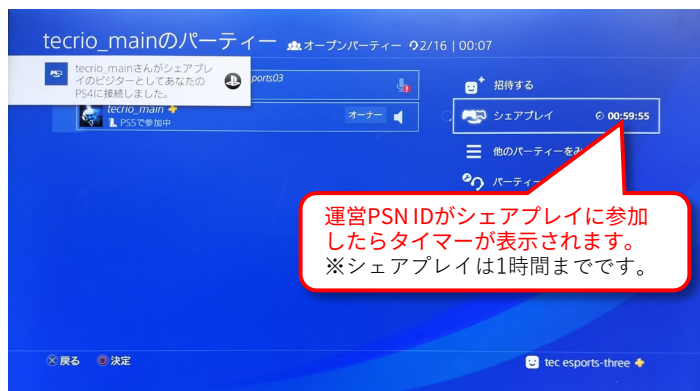 tecrio_mainのパーティー オープンパーティー 2/16 | 00:07
tecrio_mainさんがシェアプレ
イのビジターとしてあなたの
PS4に接続しました。
ports03
tecrio_main
PS5で参加中
オーナー
招待する
シェアプレイ 00:59:55
他のパーティーをみ
パーティー
運営PSN IDがシェアプレイに参加
したらタイマーが表示されます。
※シェアプレイは1時間までです。
戻る 決定
tec esports-three